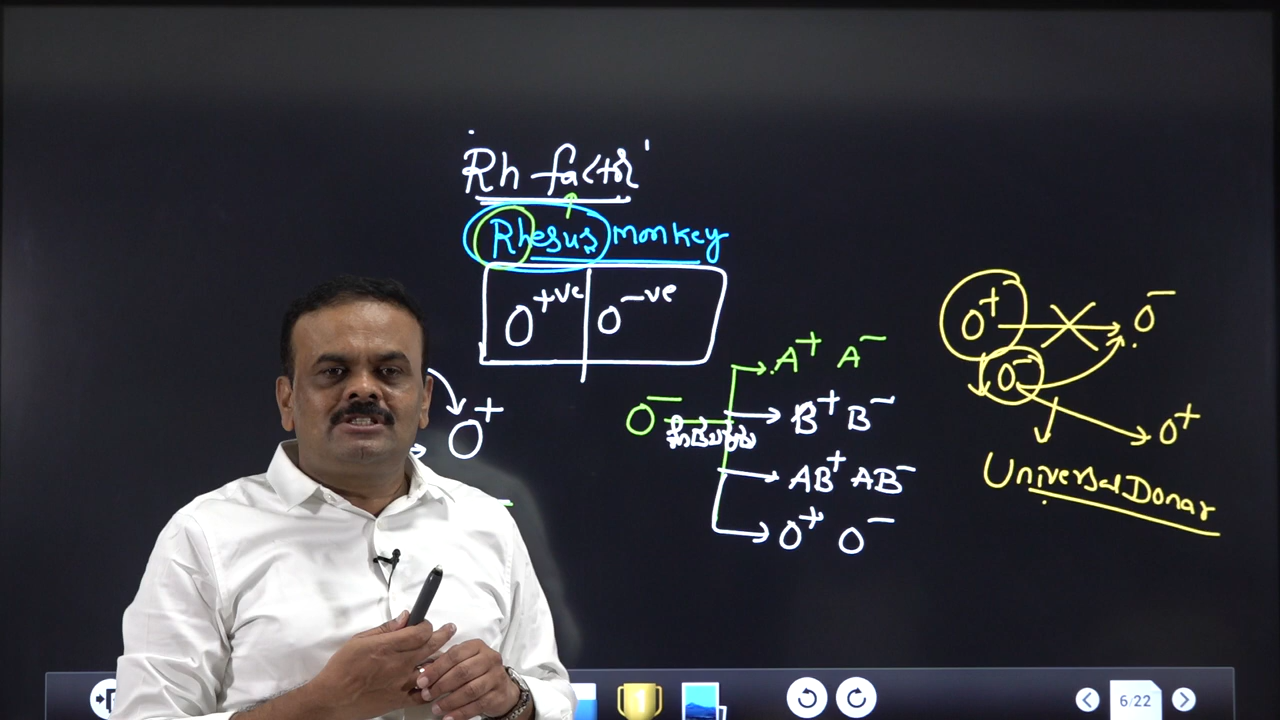 Rh factor
Rhesus monkey
O+ve O-ve
O+
O-
A+ A-
B+ B-
AB+ AB-
O+ O-
O+ O-
O-
O+
Universal Donar
6/22